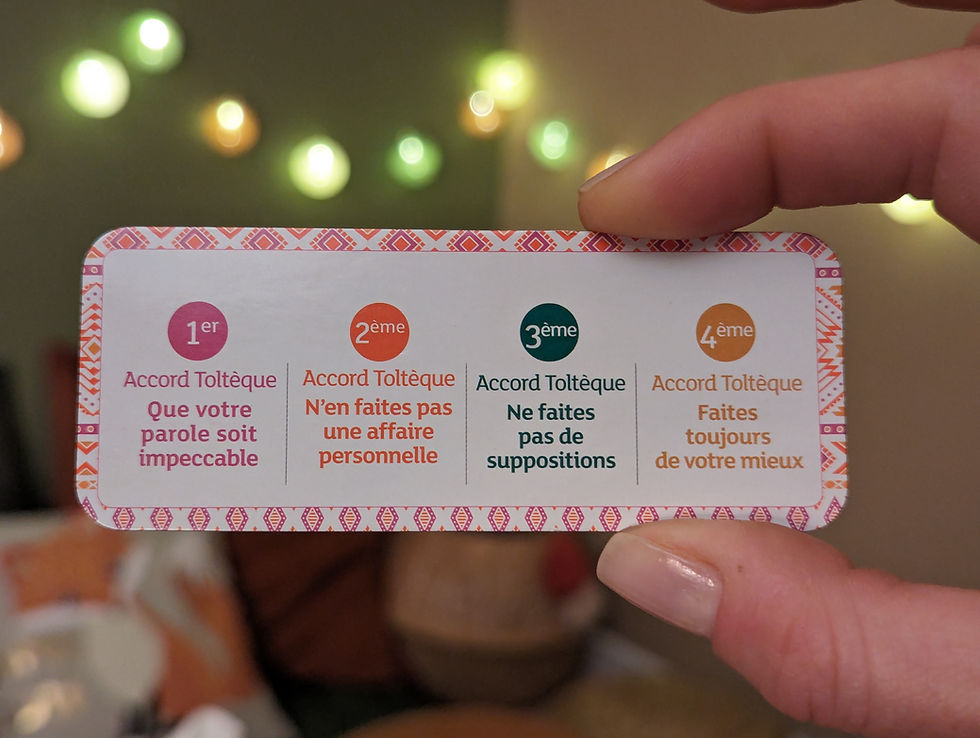 1er
Accord Toltèque
Que votre
parole soit
impeccable
2ème
Accord Toltèque
N'en faites pas
une affaire
personnelle
3ème
Accord Toltèque
Ne faites
pas de
suppositions
4ème
Accord Toltèque
Faites
toujours
de votre mieux